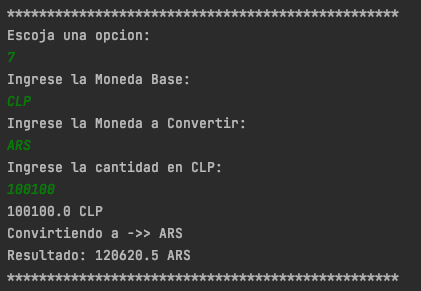 *************************************************
Escoja una opcion:
7
Ingrese la Moneda Base:
CLP
Ingrese la Moneda a Convertir:
ARS
Ingrese la cantidad en CLP:
100100
100100.0 CLP
Convirtiendo a ->> ARS
Resultado: 120620.5 ARS
*************************************************